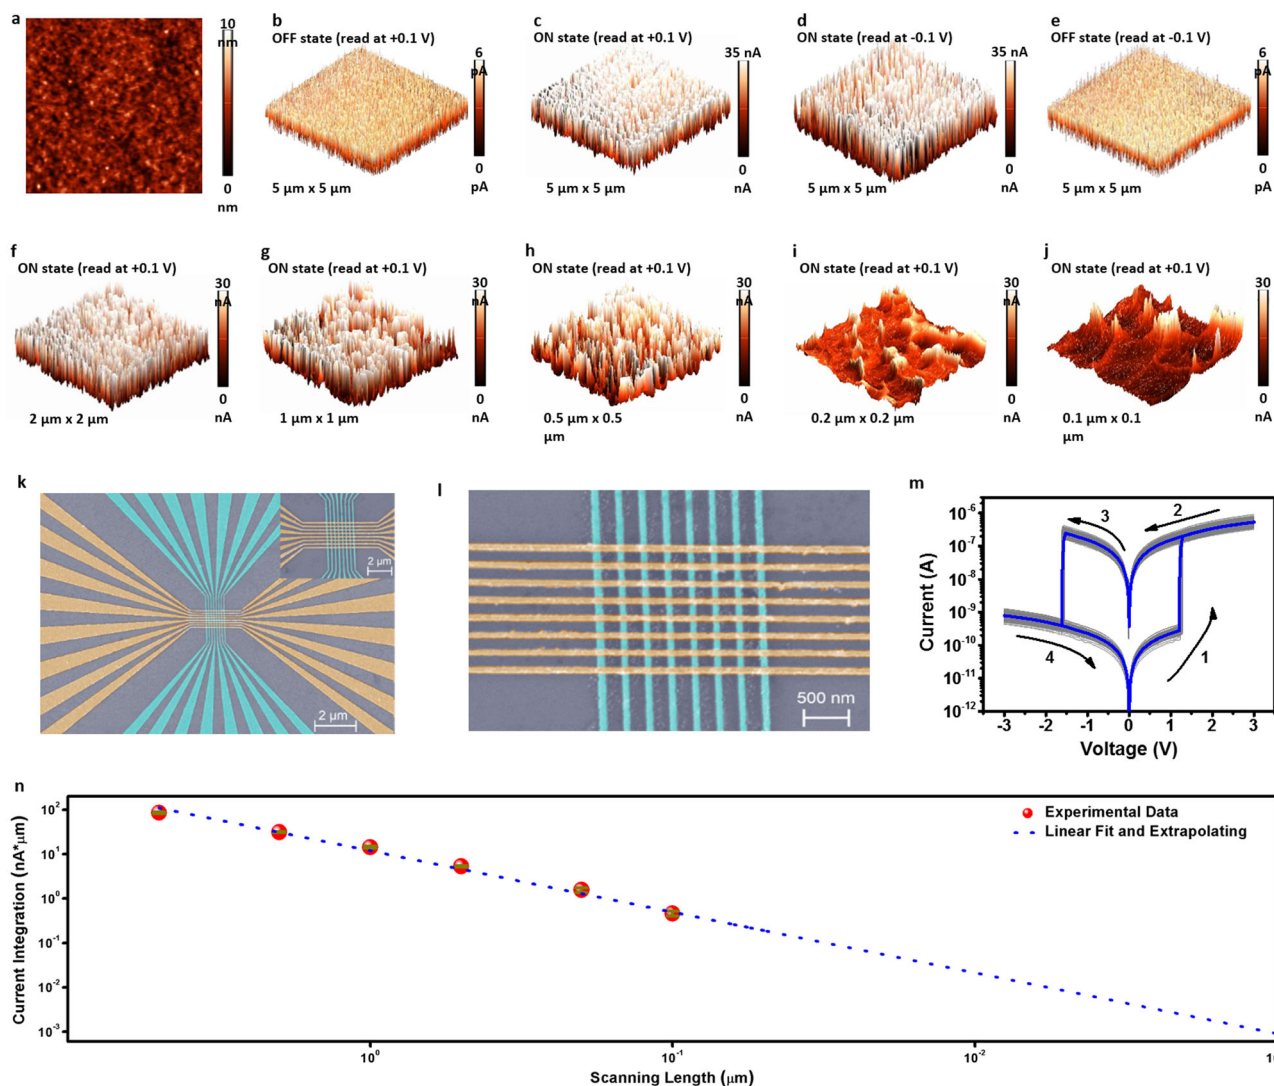 a
10
nm
0
nm
b
OFF state (read at +0.1 V)
6
pA
0
pA
5 µm x 5 µm
c
ON state (read at +0.1 V)
35 nA
0
nA
5 µm x 5 µm
d
ON state (read at -0.1 V)
35 nA
0
nA
5 µm x 5 µm
e
OFF state (read at -0.1 V)
6
pA
0
pA
5 µm x 5 µm
f
ON state (read at +0.1 V)
30
nA
0
nA
2 µm x 2 µm
g
ON state (read at +0.1 V)
30
nA
0
nA
1 µm x 1 µm
h
ON state (read at +0.1 V)
30
nA
0
nA
0.5 µm x 0.5
µm
i
ON state (read at +0.1 V)
30
nA
0
nA
0.2 µm x 0.2 µm
j
ON state (read at +0.1 V)
30
nA
0
nA
0.1 µm x 0.1
µm
k
2 µm
2 µm
l
500 nm
m
Current (A)
10⁻⁶
10⁻⁷
10⁻⁸
10⁻⁹
10⁻¹⁰
10⁻¹¹
10⁻¹²
3
2
4
1
-3 -2 -1 0 1 2 3
Voltage (V)
n
Current Integration (nA*µm)
10²
10¹
10⁰
10⁻¹
10⁻²
10⁻³
Experimental Data
Linear Fit and Extrapolating
10⁰ 10⁻¹ 10⁻²
Scanning Length (µm)